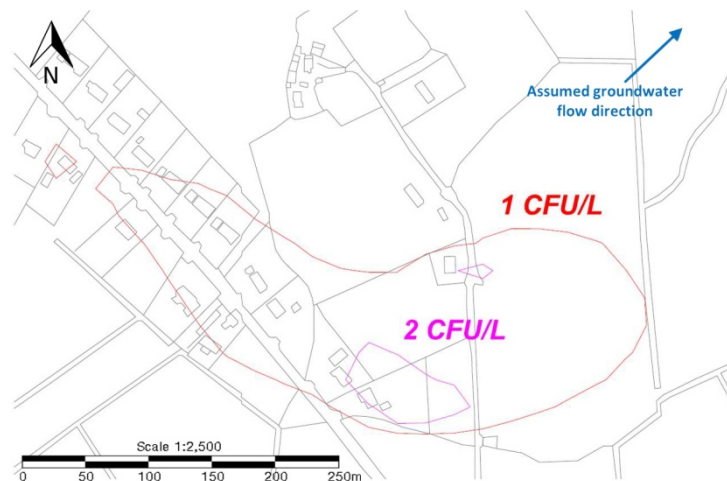 N
Assumed groundwater
flow direction
1 CFU/L
2 CFU/L
Scale 1:2,500
0 50 100 150 200 250m